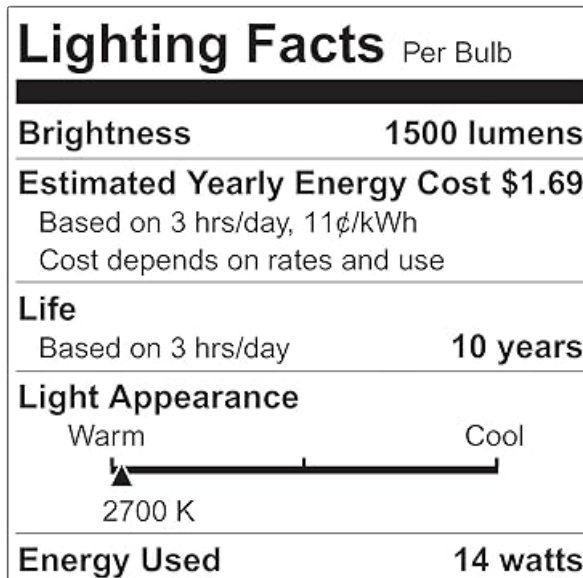 Lighting Facts Per Bulb
Brightness 1500 lumens
Estimated Yearly Energy Cost $1.69
Based on 3 hrs/day, 11¢/kWh
Cost depends on rates and use
Life
Based on 3 hrs/day 10 years
Light Appearance
Warm Cool
2700 K
Energy Used 14 watts